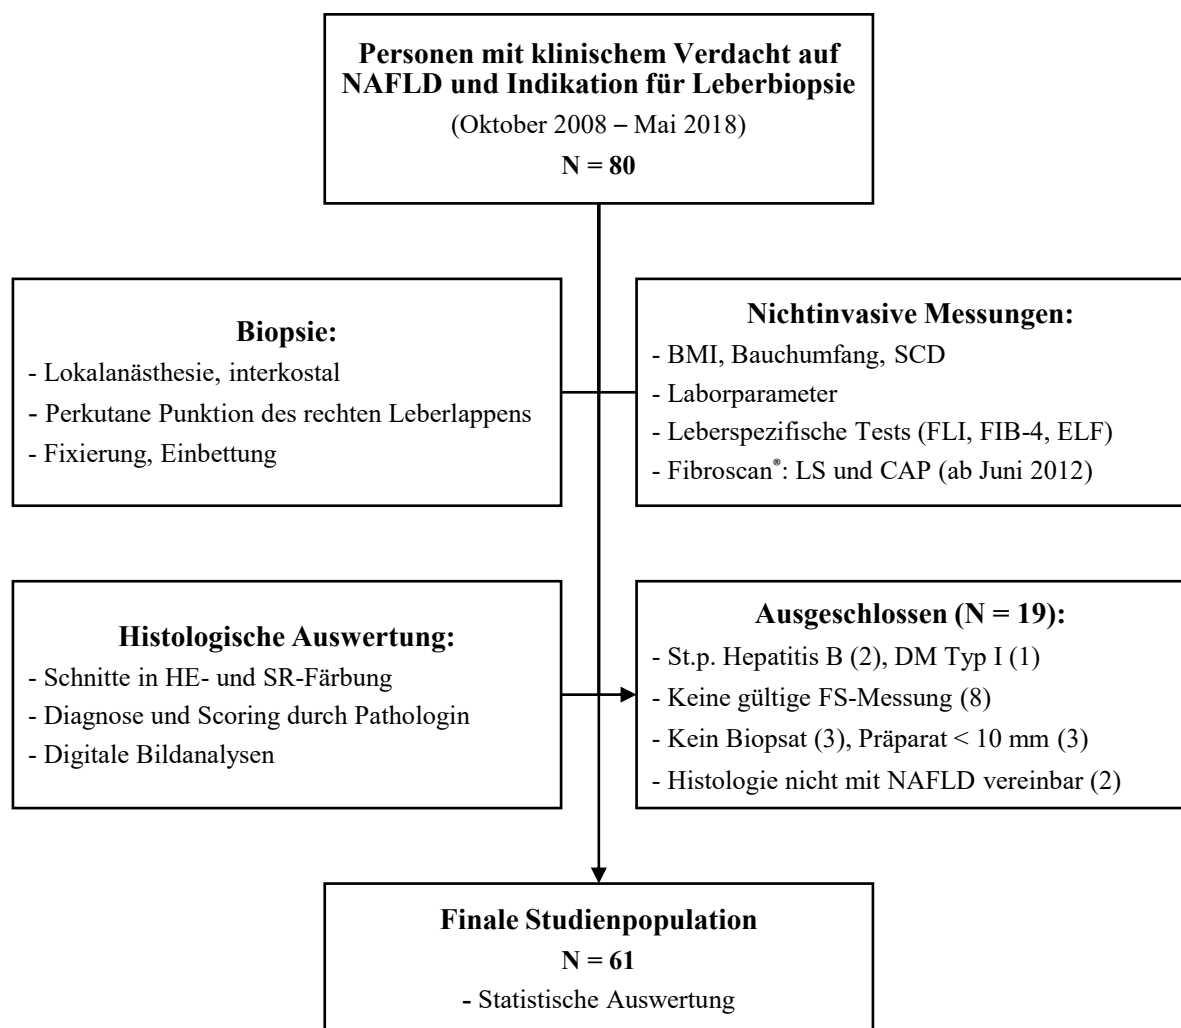 Personen mit klinischem Verdacht auf
NAFLD und Indikation für Leberbiopsie
(Oktober 2008 – Mai 2018)
N = 80
Biopsie:
- Lokalanästhesie, interkostal
- Perkutane Punktion des rechten Leberlappens
- Fixierung, Einbettung
Nichtinvasive Messungen:
- BMI, Bauchumfang, SCD
- Laborparameter
- Leberspezifische Tests (FLI, FIB-4, ELF)
- Fibroscan®: LS und CAP (ab Juni 2012)
Histologische Auswertung:
- Schnitte in HE- und SR-Färbung
- Diagnose und Scoring durch Pathologin
- Digitale Bildanalysen
Ausgeschlossen (N = 19):
- St.p. Hepatitis B (2), DM Typ I (1)
- Keine gültige FS-Messung (8)
- Kein Biopsat (3), Präparat < 10 mm (3)
- Histologie nicht mit NAFLD vereinbar (2)
Finale Studienpopulation
N = 61
- Statistische Auswertung